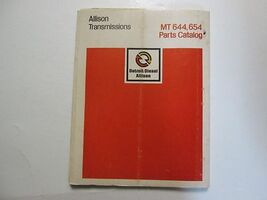 Allison
Transmissions
MT 644, 654
Parts Catalog
Detroit Diesel
Allison